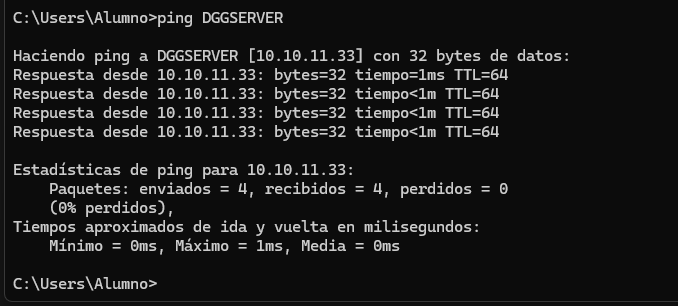 C:\Users\Alumno>ping DGGSERVER
Haciendo ping a DGGSERVER [10.10.11.33] con 32 bytes de datos:
Respuesta desde 10.10.11.33: bytes=32 tiempo=1ms TTL=64
Respuesta desde 10.10.11.33: bytes=32 tiempo<1m TTL=64
Respuesta desde 10.10.11.33: bytes=32 tiempo<1m TTL=64
Respuesta desde 10.10.11.33: bytes=32 tiempo<1m TTL=64
Estadísticas de ping para 10.10.11.33:
    Paquetes: enviados = 4, recibidos = 4, perdidos = 0
    (0% perdidos),
Tiempos aproximados de ida y vuelta en milisegundos:
    Mínimo = 0ms, Máximo = 1ms, Media = 0ms
C:\Users\Alumno>